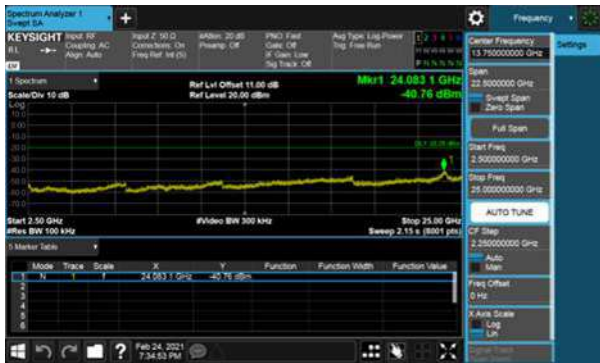 Spectrum Analyzer 1
Swept SA
Frequency
KEYSIGHT
Input: RF
Coupling: AC
Align: Auto
Input Z: 50 Ω
Corrections: On
Freq Ref: Int (S)
#Atten: 20 dB
Preamp: Off
PNO: Fast
Gate: Off
IF Gain: Low
Sig Track: Off
Avg Type: Log-Power
Trig: Free Run
Center Frequency
13.750000000 GHz
Settings
Span
22.5000000 GHz
Swept Span
Zero Span
Full Span
Start Freq
2.500000000 GHz
Stop Freq
25.000000000 GHz
AUTO TUNE
CF Step
2.250000000 GHz
Auto
Man
Freq Offset
0 Hz
X Axis Scale
Log
Lin
1 Spectrum
Scale/Div 10 dB
Ref Lvl Offset 11.00 dB
Ref Level 20.00 dBm
Mkr1 24.083 1 GHz
-40.76 dBm
Log
1
Start 2.50 GHz
#Res BW 100 kHz
#Video BW 300 kHz
Stop 25.00 GHz
Sweep 2.15 s (8001 pts)
5 Marker Table
Mode Trace Scale X Y Function Function Width Function Value
1 N 1 f 24.083 1 GHz -40.76 dBm
2
3
4
5
6
Feb 24, 2021
7:34:53 PM